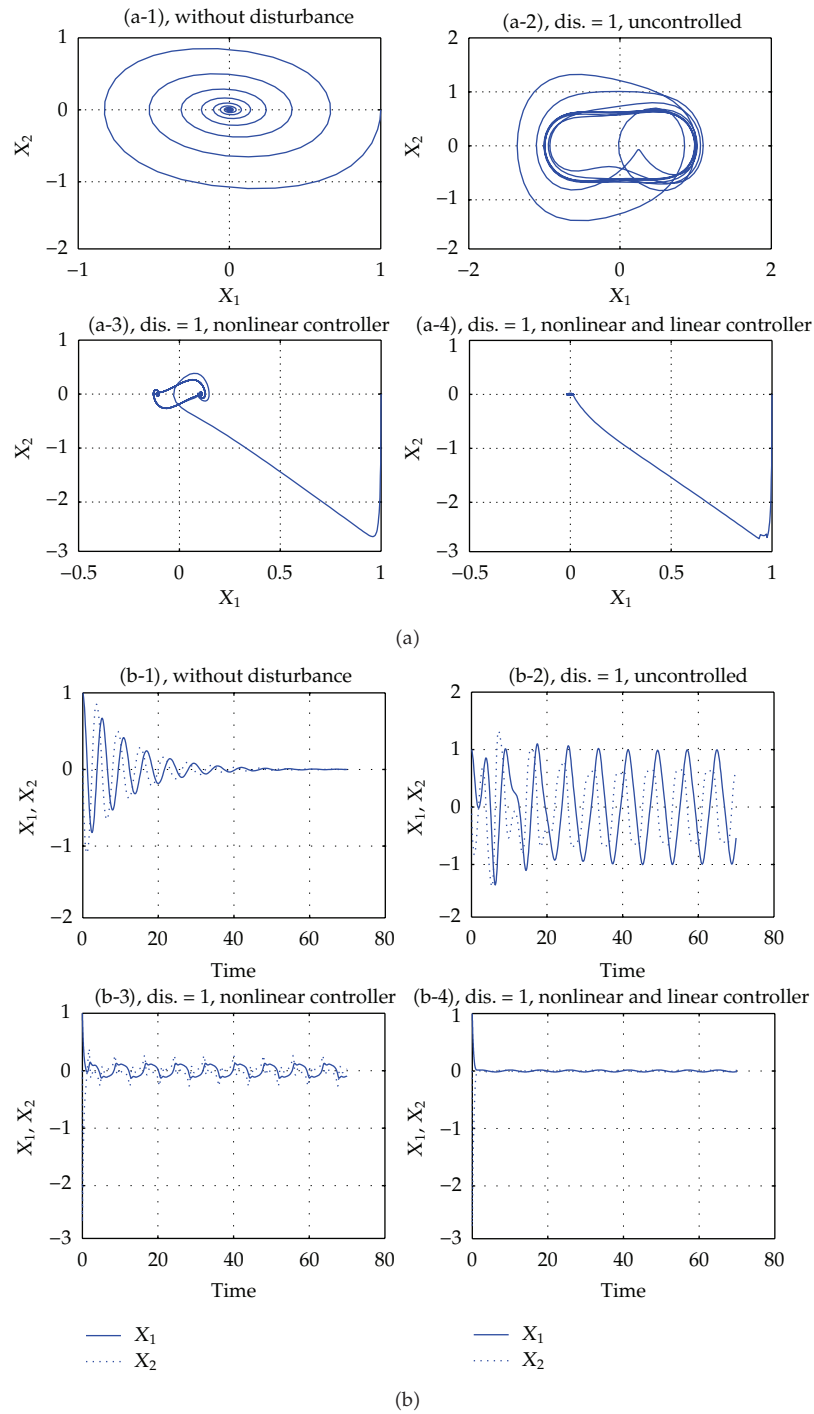 (a-1), without disturbance
1
0
−1
−2
X2
−1
0
1
X1
(a-2), dis. = 1, uncontrolled
2
1
0
−1
−2
X2
−2
0
2
X1
(a-3), dis. = 1, nonlinear controller
1
0
−1
−2
−3
X2
−0.5
0
0.5
1
X1
(a-4), dis. = 1, nonlinear and linear controller
1
0
−1
−2
−3
X2
−0.5
0
0.5
1
X1
(a)
(b-1), without disturbance
1
0
−1
−2
X1, X2
0
20
40
60
80
Time
(b-2), dis. = 1, uncontrolled
2
1
0
−1
−2
X1, X2
0
20
40
60
80
Time
(b-3), dis. = 1, nonlinear controller
1
0
−1
−2
−3
X1, X2
0
20
40
60
80
Time
(b-4), dis. = 1, nonlinear and linear controller
1
0
−1
−2
−3
X1, X2
0
20
40
60
80
Time
X1
X2
X1
X2
(b)